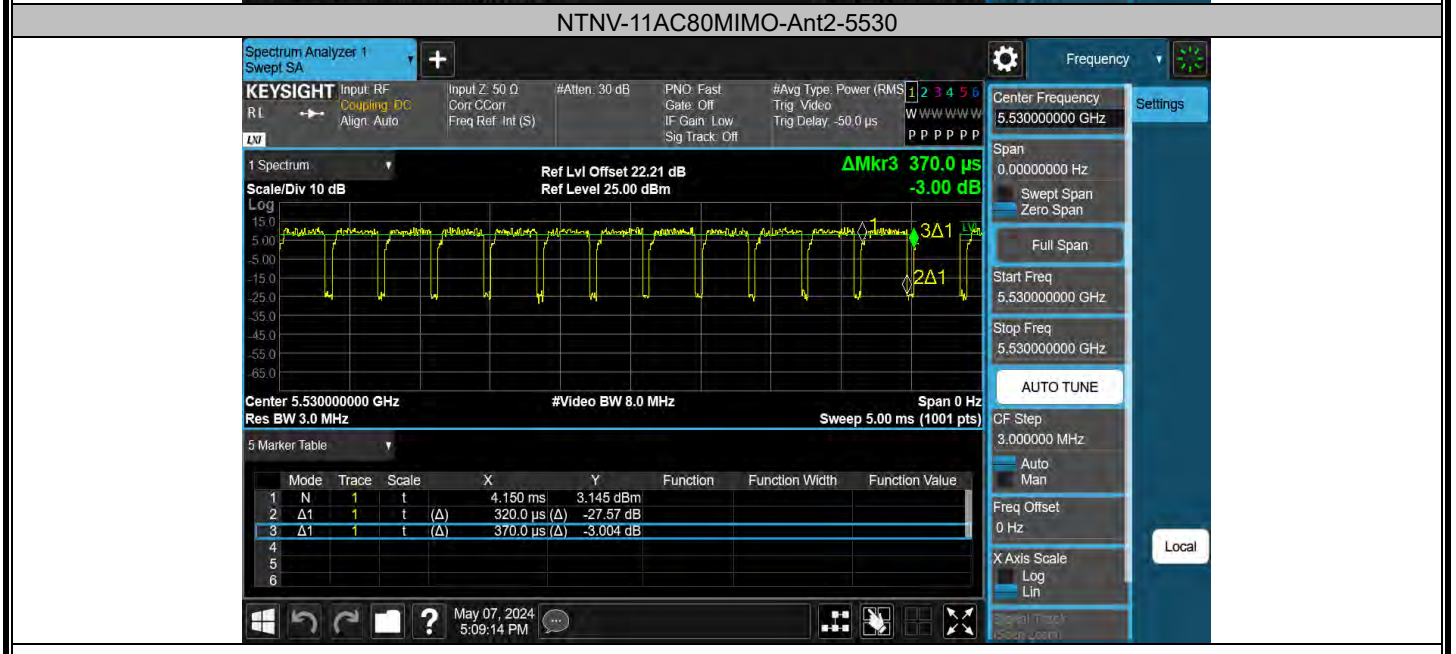 NTNV-11AC80MIMO-Ant2-5530
Spectrum Analyzer 1
Swept SA
+
Frequency
KEYSIGHT
RL
LXI
Input: RF
Coupling: DC
Align: Auto
Input Z: 50 Ω
Corr CCorr
Freq Ref: Int (S)
#Atten: 30 dB
PNO: Fast
Gate: Off
IF Gain: Low
Sig Track: Off
#Avg Type: Power (RMS
Trig: Video
Trig Delay: -50.0 µs
1 2 3 4 5 6
W W W W W W
P P P P P P
1 Spectrum
Scale/Div 10 dB
Log
Ref Lvl Offset 22.21 dB
Ref Level 25.00 dBm
ΔMkr3 370.0 µs
-3.00 dB
15.0
5.00
-5.00
-15.0
-25.0
-35.0
-45.0
-55.0
-65.0
1
3Δ1
2Δ1
Center 5.530000000 GHz
#Video BW 8.0 MHz
Span 0 Hz
Res BW 3.0 MHz
Sweep 5.00 ms (1001 pts)
5 Marker Table
Mode Trace Scale X Y Function Function Width Function Value
1 N 1 t 4.150 ms 3.145 dBm
2 Δ1 1 t (Δ) 320.0 µs (Δ) -27.57 dB
3 Δ1 1 t (Δ) 370.0 µs (Δ) -3.004 dB
4
5
6
?
May 07, 2024
5:09:14 PM
Center Frequency
5.530000000 GHz
Span
0.00000000 Hz
Swept Span
Zero Span
Full Span
Start Freq
5.530000000 GHz
Stop Freq
5.530000000 GHz
AUTO TUNE
CF Step
3.000000 MHz
Auto
Man
Freq Offset
0 Hz
X Axis Scale
Log
Lin
Signal Track
Settings
Local